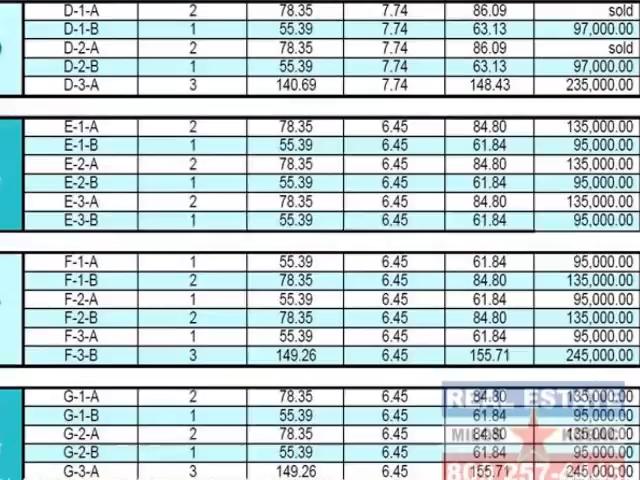 D-1-A 2 78.35 7.74 86.09 sold
D-1-B 1 55.39 7.74 63.13 97,000.00
D-2-A 2 78.35 7.74 86.09 sold
D-2-B 1 55.39 7.74 63.13 97,000.00
D-3-A 3 140.69 7.74 148.43 235,000.00
E-1-A 2 78.35 6.45 84.80 135,000.00
E-1-B 1 55.39 6.45 61.84 95,000.00
E-2-A 2 78.35 6.45 84.80 135,000.00
E-2-B 1 55.39 6.45 61.84 95,000.00
E-3-A 2 78.35 6.45 84.80 135,000.00
E-3-B 1 55.39 6.45 61.84 95,000.00
F-1-A 1 55.39 6.45 61.84 95,000.00
F-1-B 2 78.35 6.45 84.80 135,000.00
F-2-A 1 55.39 6.45 61.84 95,000.00
F-2-B 2 78.35 6.45 84.80 135,000.00
F-3-A 1 55.39 6.45 61.84 95,000.00
F-3-B 3 149.26 6.45 155.71 245,000.00
G-1-A 2 78.35 6.45 84.80 135,000.00
REAL ESTATE
G-1-B 1 55.39 6.45 61.84 95,000.00
G-2-A 2 78.35 6.45 84.80 135,000.00
G-2-B 1 55.39 6.45 61.84 95,000.00
G-3-A 3 149.26 6.45 155.71 245,000.00